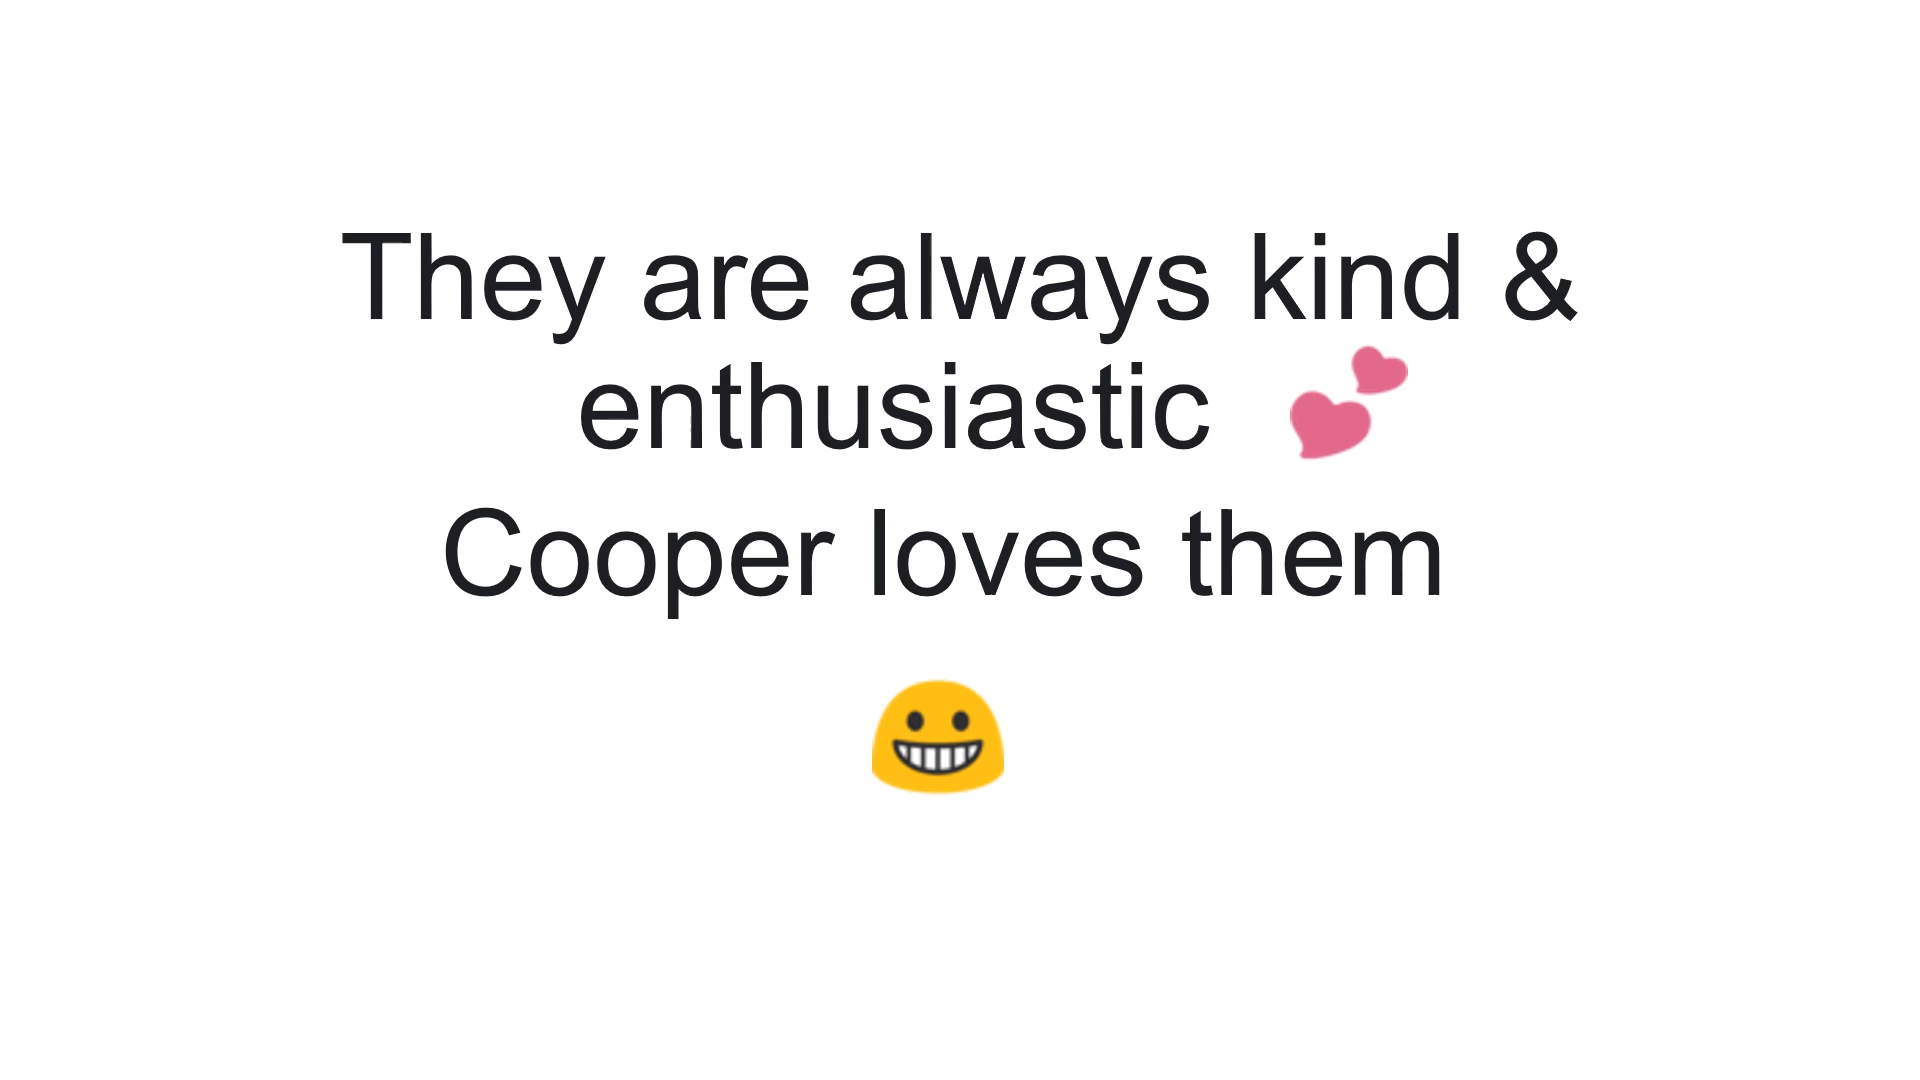 They are always kind &
enthusiastic 💕
Cooper loves them
😀